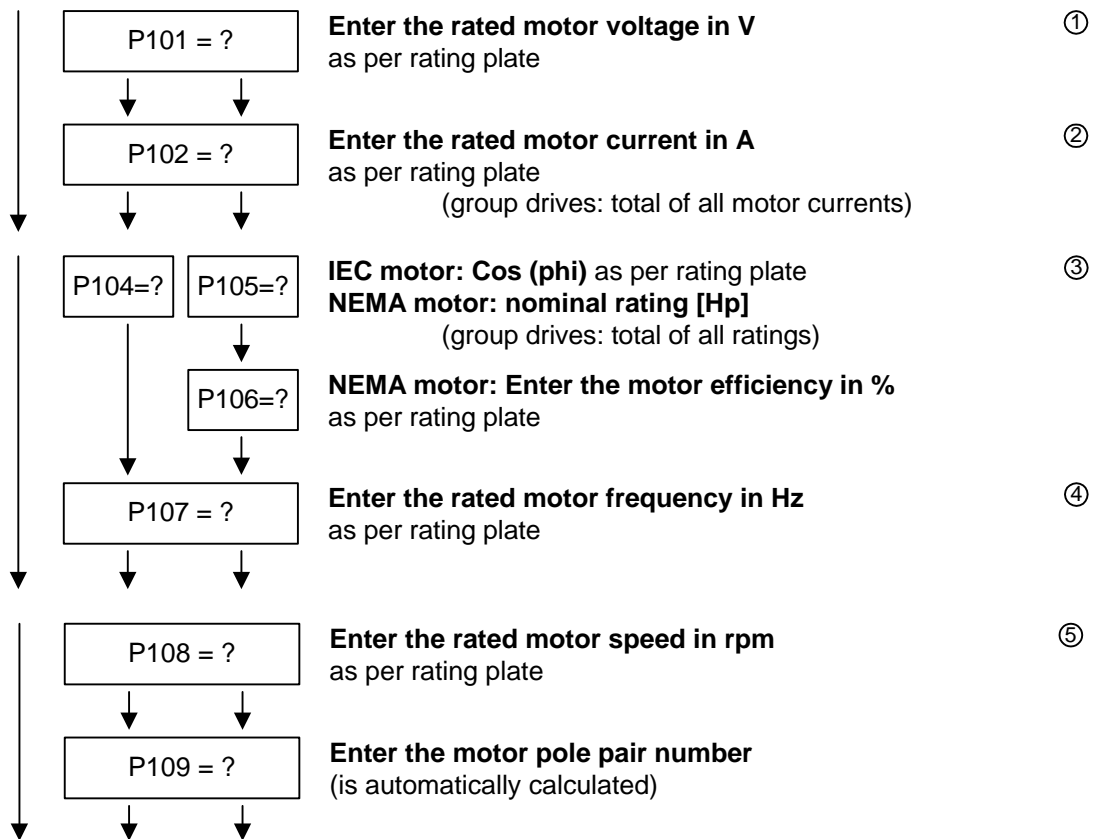 P101 = ?
Enter the rated motor voltage in V
as per rating plate
①
P102 = ?
Enter the rated motor current in A
as per rating plate
(group drives: total of all motor currents)
②
P104=?
P105=?
IEC motor: Cos (phi) as per rating plate
NEMA motor: nominal rating [Hp]
(group drives: total of all ratings)
③
P106=?
NEMA motor: Enter the motor efficiency in %
as per rating plate
P107 = ?
Enter the rated motor frequency in Hz
as per rating plate
④
P108 = ?
Enter the rated motor speed in rpm
as per rating plate
⑤
P109 = ?
Enter the motor pole pair number
(is automatically calculated)